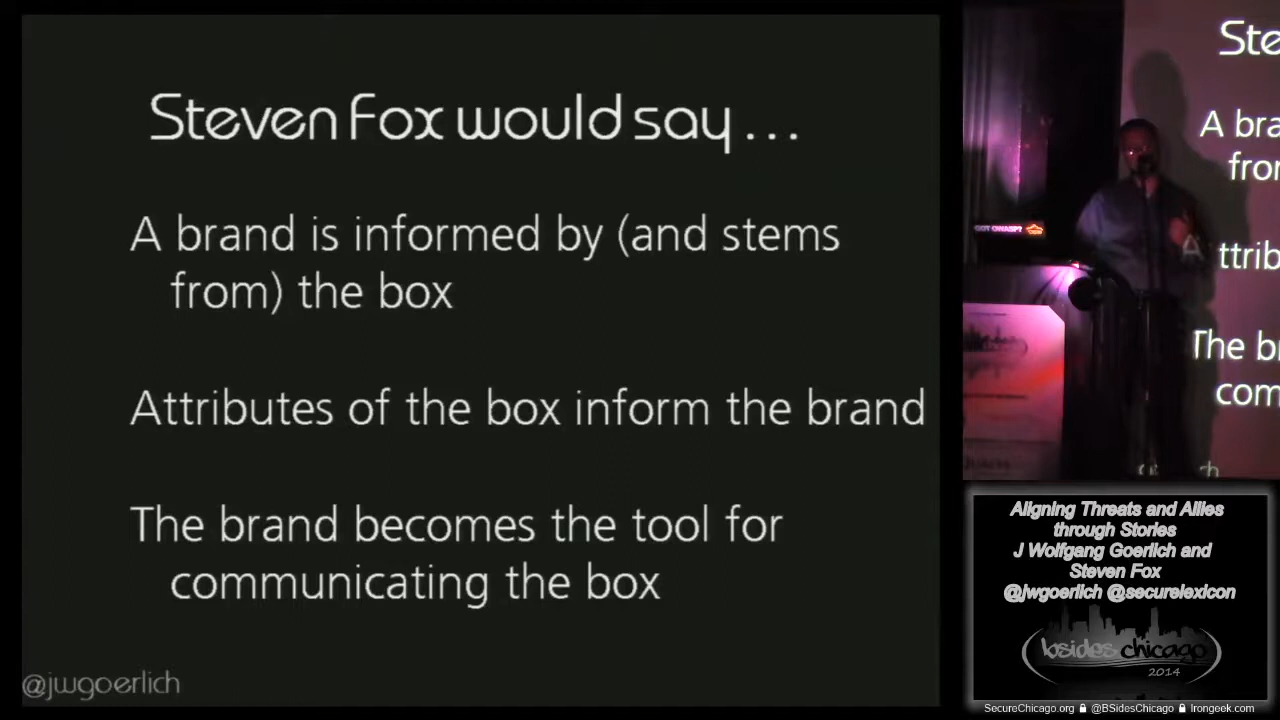 Steven Fox would say ...
A brand is informed by (and stems
from) the box
Attributes of the box inform the brand
The brand becomes the tool for
communicating the box
@jwgoerlich
Ste
A bra
from
A ttrib
The b
com
GOT OWASP?
Aligning Threats and Allies
through Stories
J Wolfgang Goerlich and
Steven Fox
@jwgoerlich @securelexicon
bsides chicago
2014
SecureChicago.org @BSidesChicago Irongeek.com